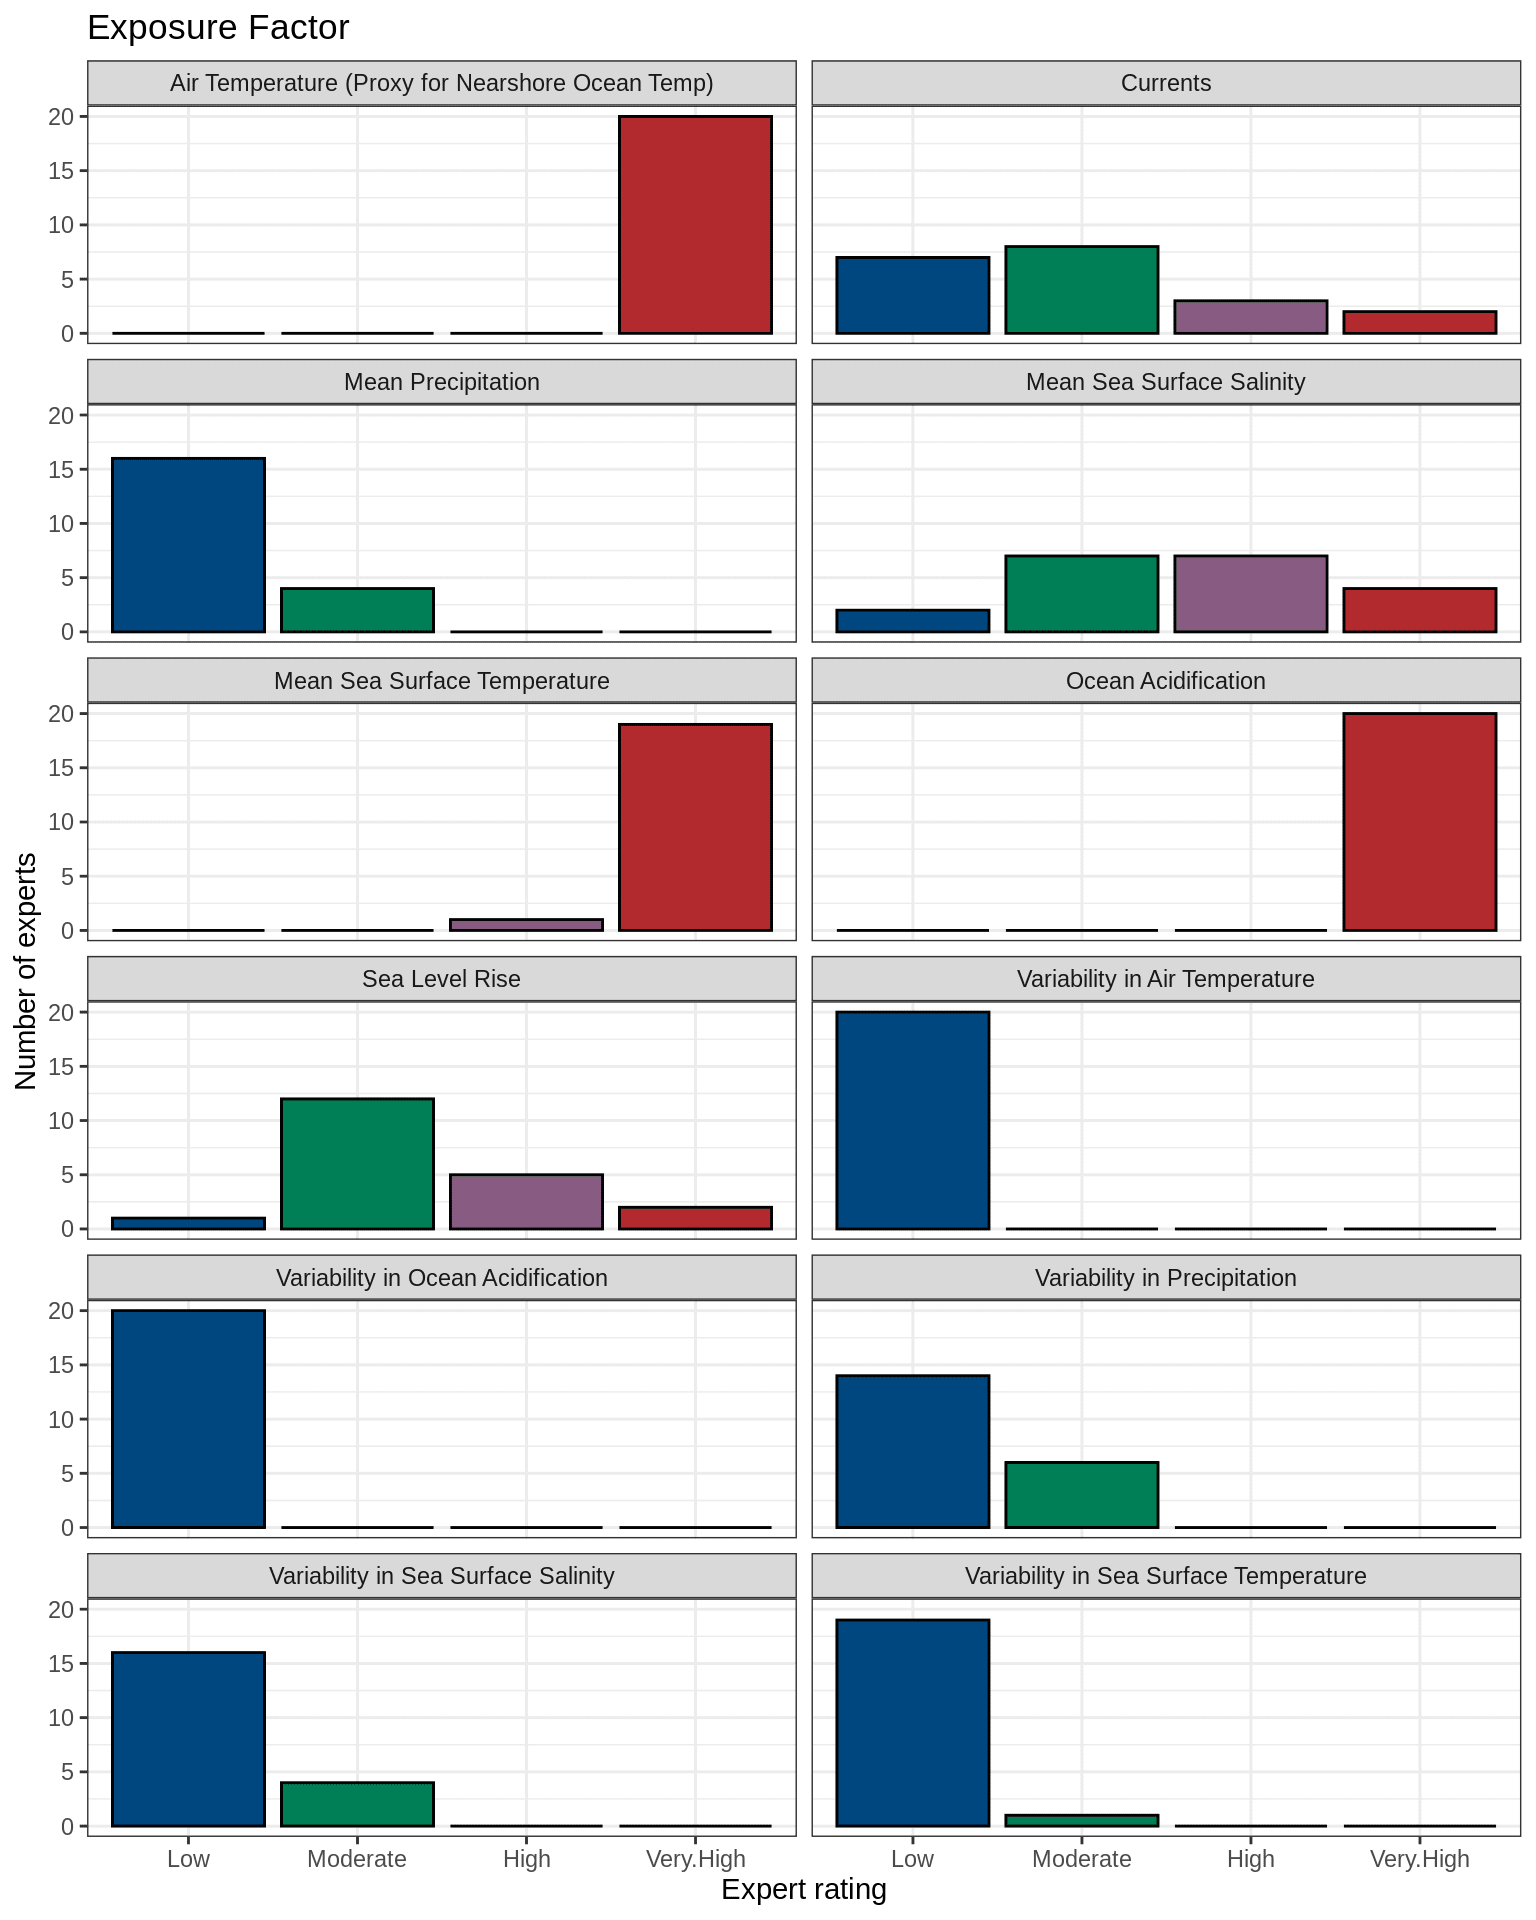 Exposure Factor
Air Temperature (Proxy for Nearshore Ocean Temp)
Currents
20
15
10
5
0
Mean Precipitation
Mean Sea Surface Salinity
20
15
10
5
0
Mean Sea Surface Temperature
Ocean Acidification
20
15
10
5
0
Number of experts
Sea Level Rise
Variability in Air Temperature
20
15
10
5
0
Variability in Ocean Acidification
Variability in Precipitation
20
15
10
5
0
Variability in Sea Surface Salinity
Variability in Sea Surface Temperature
20
15
10
5
0
Low Moderate High Very.High
Low Moderate High Very.High
Expert rating